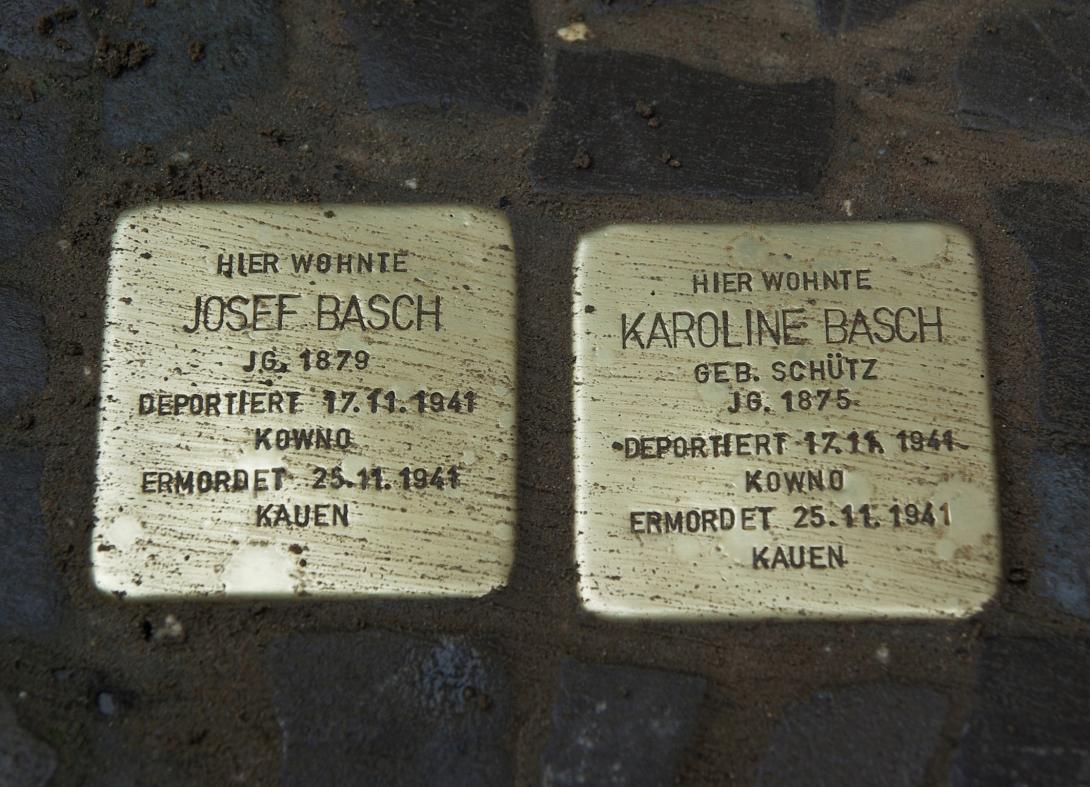 HIER WOHNTE
JOSEF BASCH
JG. 1879
DEPORTIERT 17.11.1941
KOWNO
ERMORDET 25.11.1941
KAUEN
HIER WOHNTE
KAROLINE BASCH
GEB. SCHÜTZ
JG. 1875
DEPORTIERT 17.11.1941
KOWNO
ERMORDET 25.11.1941
KAUEN